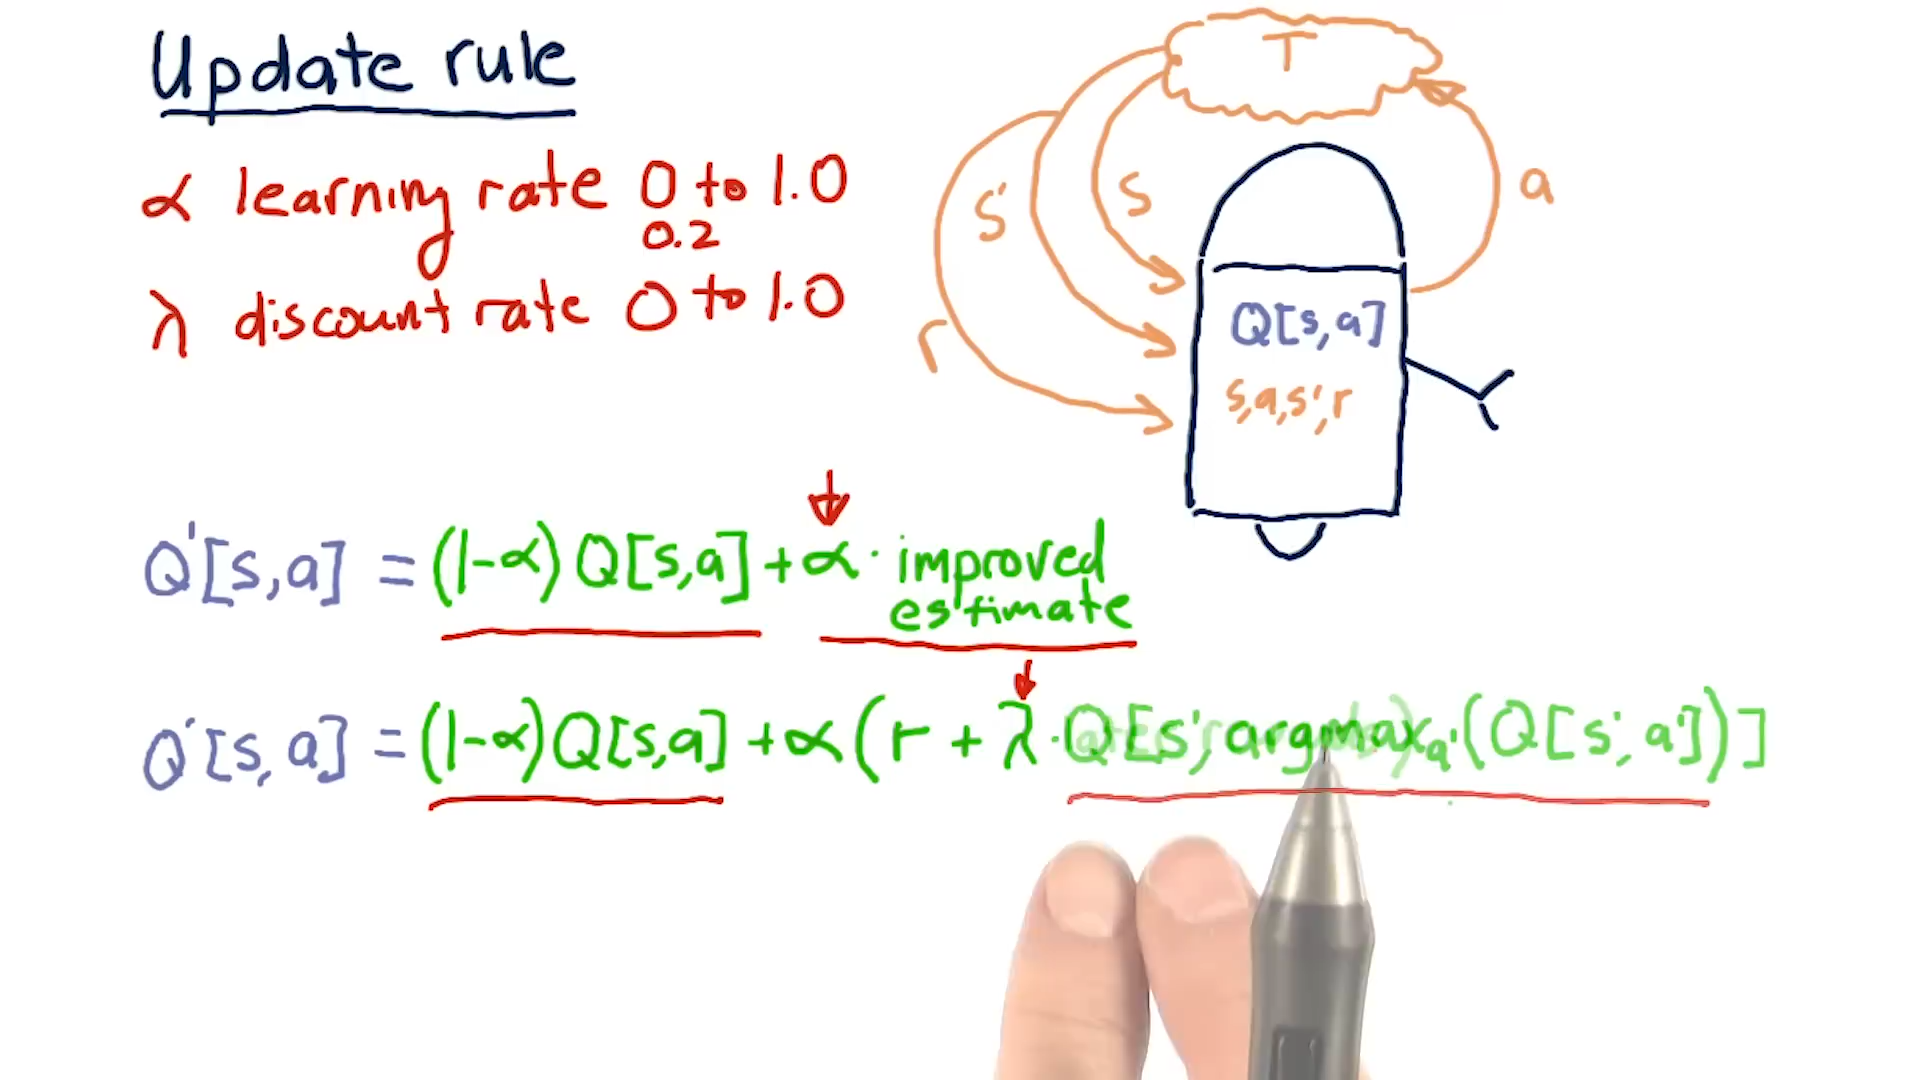 Update rule
α learning rate 0 to 1.0
0.2
λ discount rate 0 to 1.0
T
s'
s
a
r
Q[s,a]
s,a,s',r
Q'[s,a] = (1-α) Q[s,a] + α · improved
estimate
Q'[s,a] = (1-α) Q[s,a] + α (r + λ · Q[s', argmax a' (Q[s', a'])]